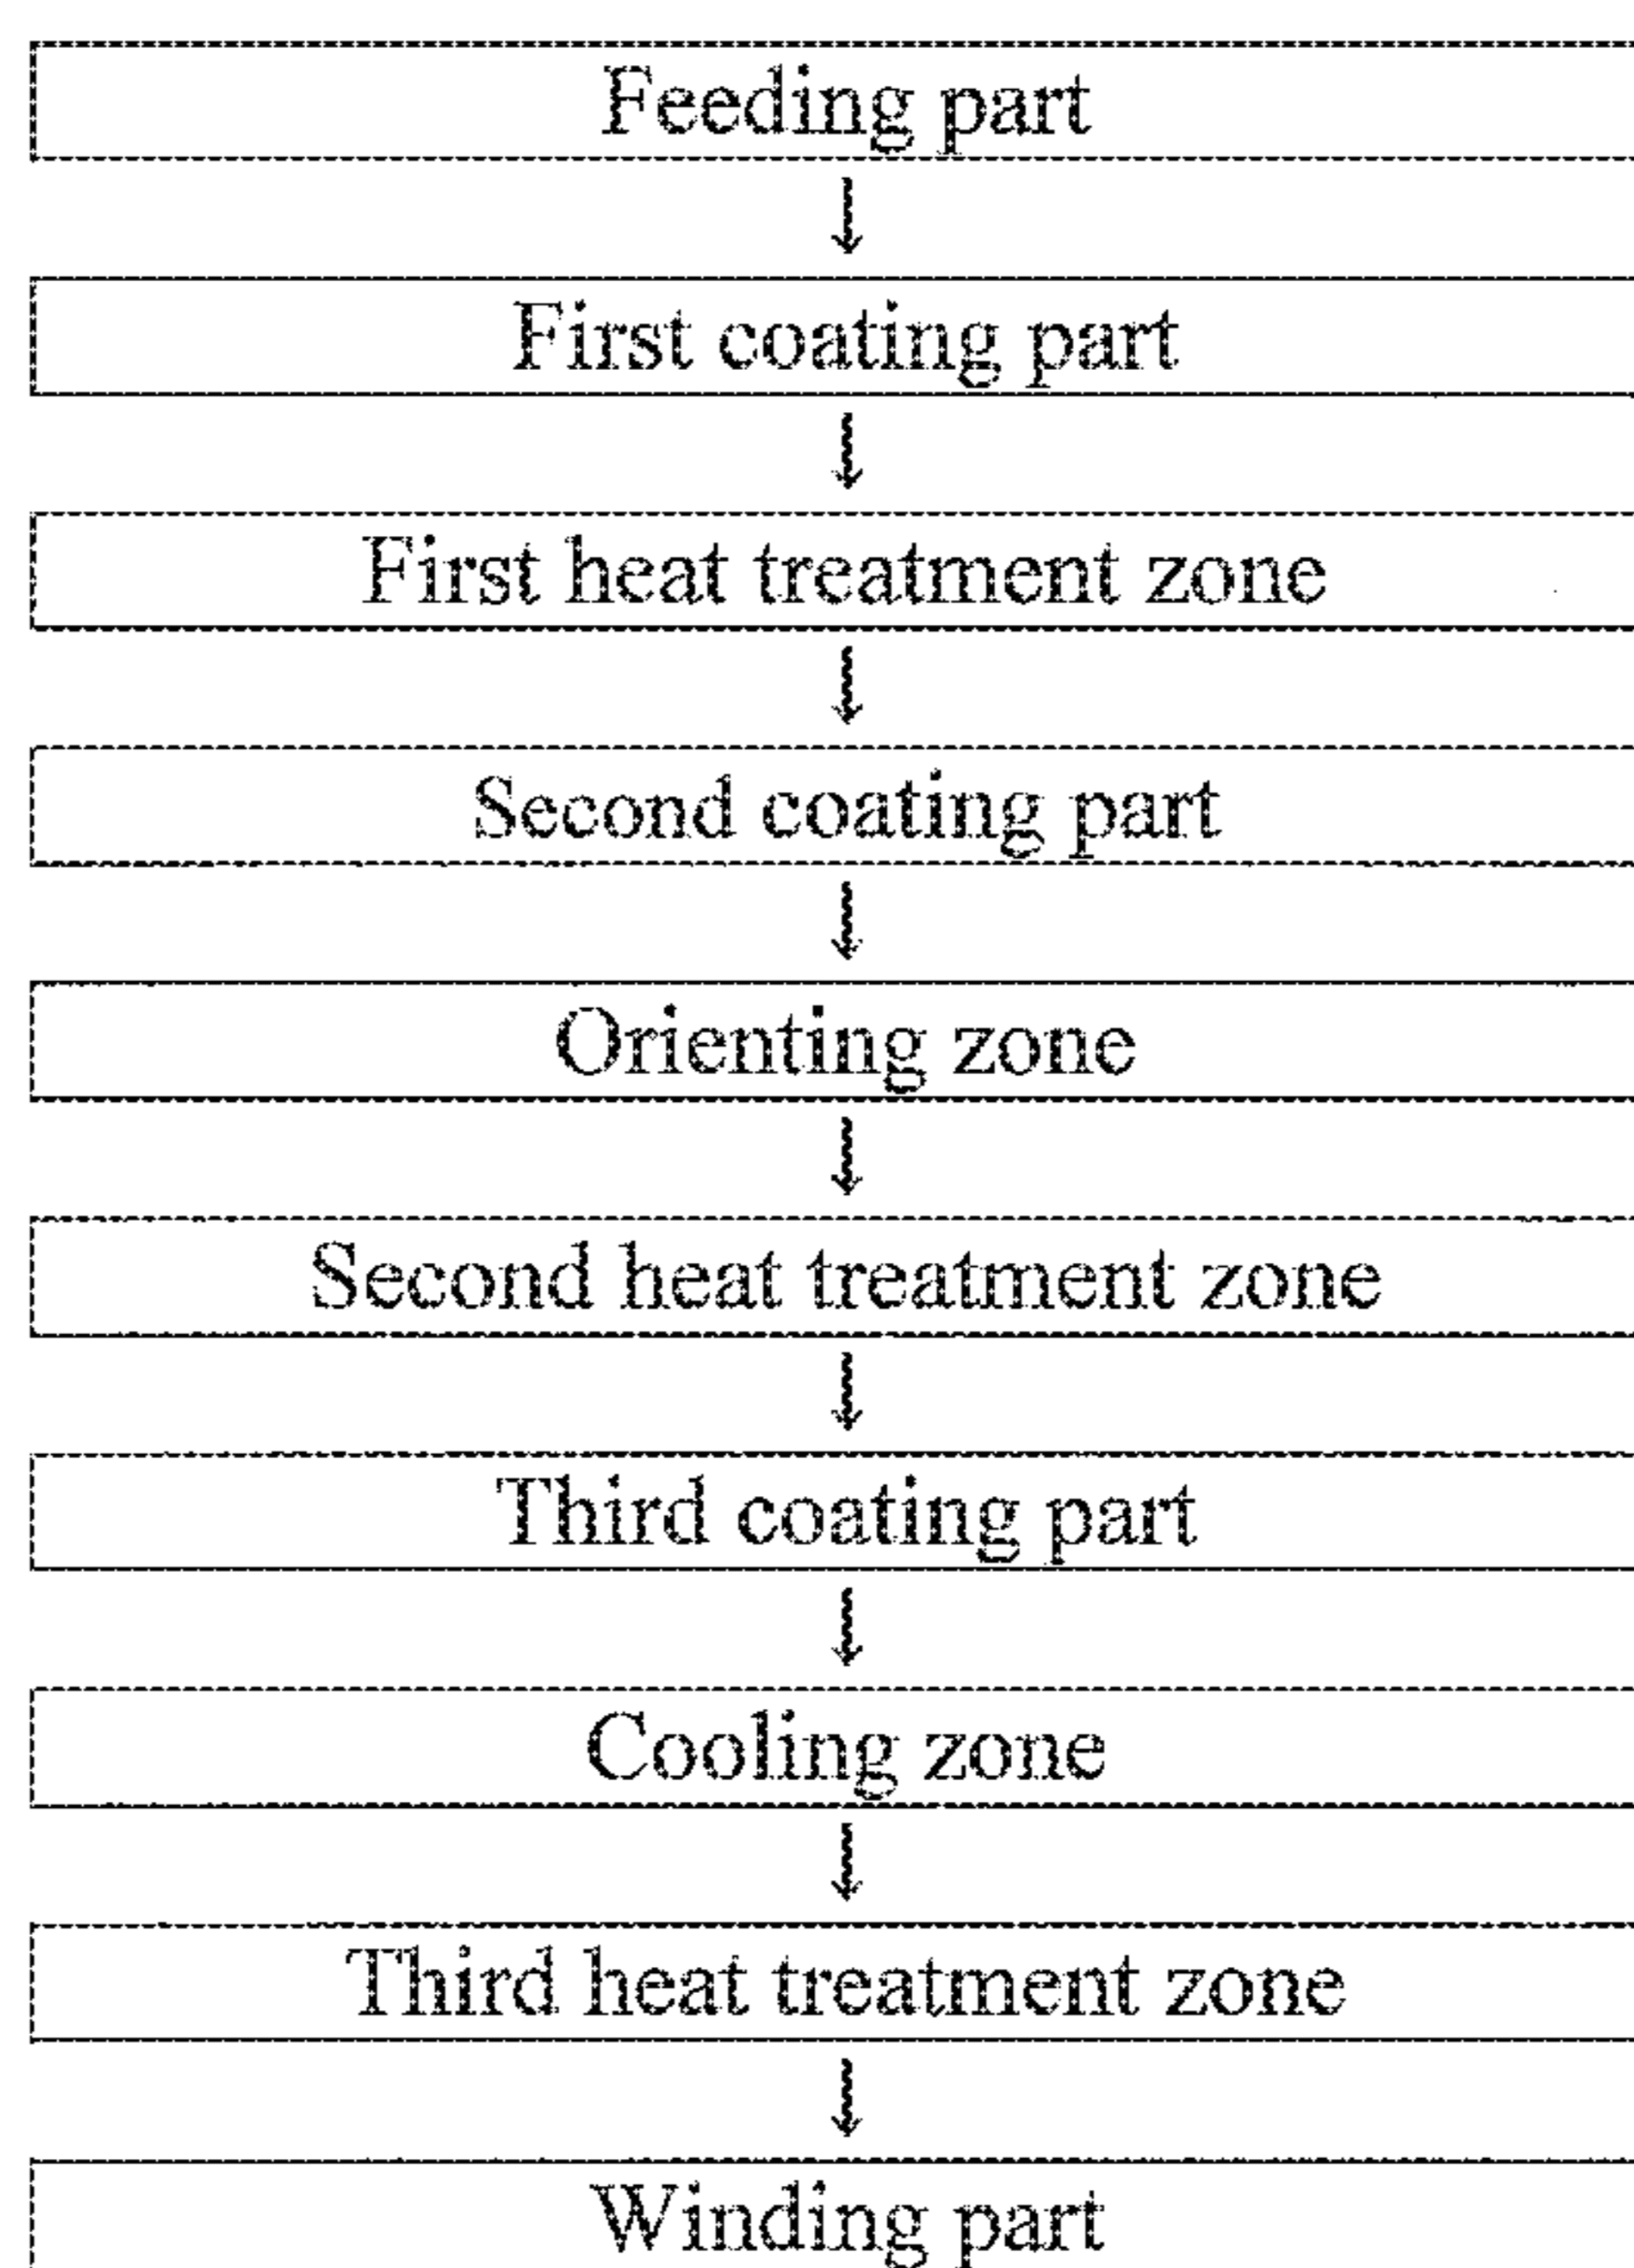 Feeding part
First coating part
First heat treatment zone
Second coating part
Orienting zone
Second heat treatment zone
Third coating part
Cooling zone
Third heat treatment zone
Winding part